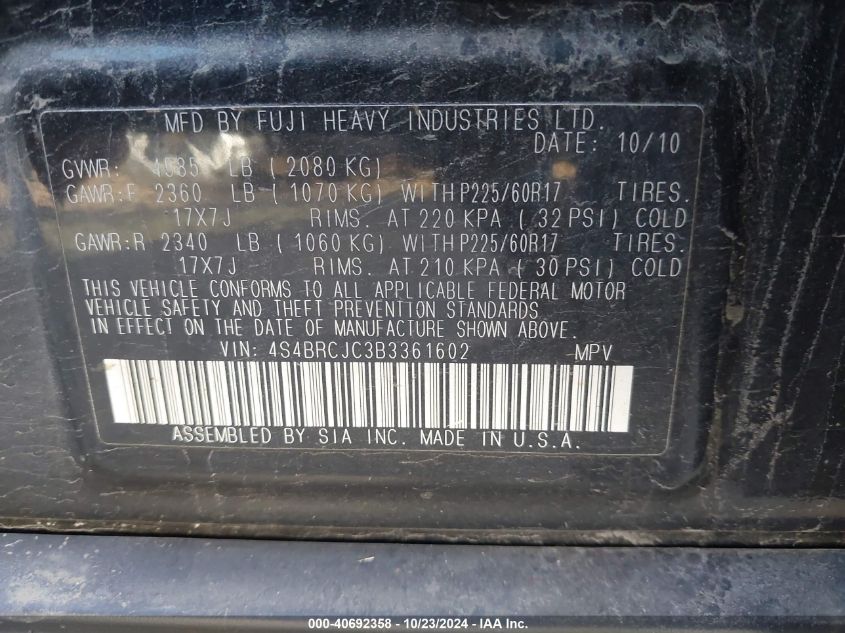 MFD BY FUJI HEAVY INDUSTRIES LTD.
DATE: 10/10
GVWR: 4585 LB ( 2080 KG)
GAWR:F 2360 LB ( 1070 KG) WITH P225/60R17 TIRES.
17X7J RIMS. AT 220 KPA ( 32 PSI) COLD
GAWR:R 2340 LB ( 1060 KG) WITH P225/60R17 TIRES.
17X7J RIMS. AT 210 KPA ( 30 PSI) COLD
THIS VEHICLE CONFORMS TO ALL APPLICABLE FEDERAL MOTOR
VEHICLE SAFETY AND THEFT PREVENTION STANDARDS
IN EFFECT ON THE DATE OF MANUFACTURE SHOWN ABOVE.
VIN: 4S4BRCJC3B3361602 MPV
ASSEMBLED BY SIA INC. MADE IN U.S.A.
000-40692358 - 10/23/2024 - www.iaai.com